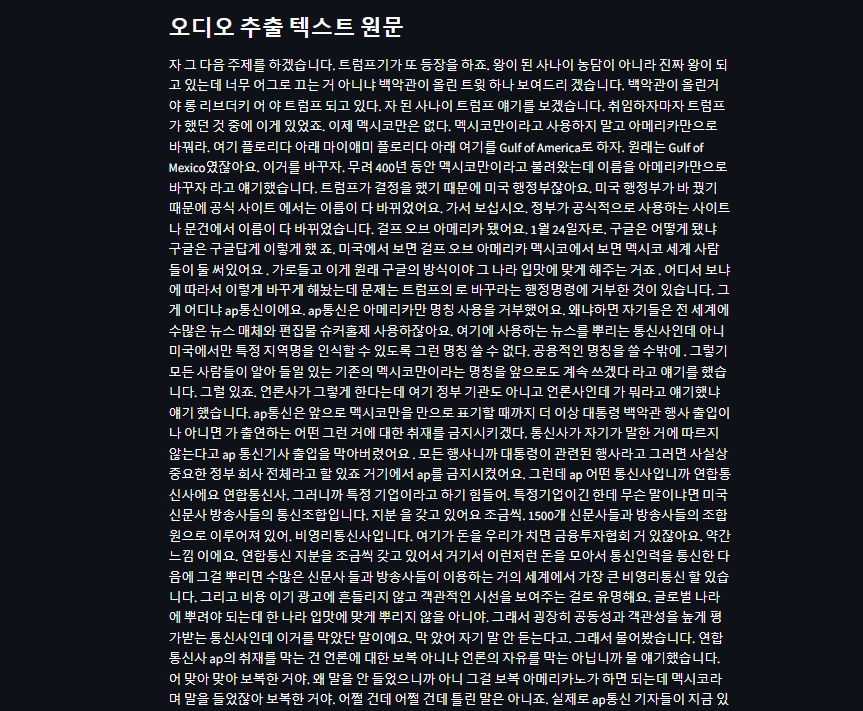 오디오 추출 텍스트 원문
자 그 다음 주제를 하겠습니다. 트럼프기가 또 등장을 하죠. 왕이 된 사나이 농담이 아니라 진짜 왕이 되
고 있는데 너무 어그로 끄는 거 아니냐 백악관이 올린 트윗 하나 보여드리 겠습니다. 백악관이 올린거
야 롱 리브더키 어 야 트럼프 되고 있다. 자 된 사나이 트럼프 얘기를 보겠습니다. 취임하자마자 트럼프
가 했던 것 중에 이게 있었죠. 이제 멕시코만은 없다. 멕시코만이라고 사용하지 말고 아메리카만으로
바꿔라. 여기 플로리다 아래 마이애미 플로리다 아래 여기를 Gulf of America로 하자. 원래는 Gulf of
Mexico였잖아요. 이거를 바꾸자. 무려 400년 동안 멕시코만이라고 불려왔는데 이름을 아메리카만으로
바꾸자 라고 얘기했습니다. 트럼프가 결정을 했기 때문에 미국 행정부잖아요. 미국 행정부가 바 꿨기
때문에 공식 사이트 에서는 이름이 다 바뀌었어요. 가서 보십시오. 정부가 공식적으로 사용하는 사이트
나 문건에서 이름이 다 바뀌었습니다. 걸프 오브 아메리카 됐어요. 1월 24일자로. 구글은 어떻게 됐냐
구글은 구글답게 이렇게 했 죠. 미국에서 보면 걸프 오브 아메리카 멕시코에서 보면 멕시코 세계 사람
들이 둘 써있어요 . 가로들고 이게 원래 구글의 방식이야 그 나라 입맛에 맞게 해주는 거죠 . 어디서 보냐
에 따라서 이렇게 바꾸게 해놨는데 문제는 트럼프의 로 바꾸라는 행정명령에 거부한 것이 있습니다. 그
게 어디냐 ap통신이에요. ap통신은 아메리카만 명칭 사용을 거부했어요. 왜냐하면 자기들은 전 세계에
수많은 뉴스 매체와 편집물 슈커홀제 사용하잖아요. 여기에 사용하는 뉴스를 뿌리는 통신사인데 아니
미국에서만 특정 지역명을 인식할 수 있도록 그런 명칭 쓸 수 없다. 공용적인 명칭을 쓸 수밖에 . 그렇기
모든 사람들이 알아 들일 있는 기존의 멕시코만이라는 명칭을 앞으로도 계속 쓰겠다 라고 얘기를 했습
니다. 그럴 있죠. 언론사가 그렇게 한다는데 여기 정부 기관도 아니고 언론사인데 가 뭐라고 얘기했냐
얘기 했습니다. ap통신은 앞으로 멕시코만을 만으로 표기할 때까지 더 이상 대통령 백악관 행사 출입이
나 아니면 가 출연하는 어떤 그런 거에 대한 취재를 금지시키겠다. 통신사가 자기가 말한 거에 따르지
않는다고 ap 통신기사 출입을 막아버렸어요 . 모든 행사니까 대통령이 관련된 행사라고 그러면 사실상
중요한 정부 회사 전체라고 할 있죠 거기에서 ap를 금지시켰어요. 그런데 ap 어떤 통신사입니까 연합통
신사에요 연합통신사. 그러니까 특정 기업이라고 하기 힘들어. 특정기업이긴 한데 무슨 말이냐면 미국
신문사 방송사들의 통신조합입니다. 지분 을 갖고 있어요 조금씩. 1500개 신문사들과 방송사들의 조합
원으로 이루어져 있어. 비영리통신사입니다. 여기가 돈을 우리가 치면 금융투자협회 거 있잖아요. 약간
느낌 이에요. 연합통신 지분을 조금씩 갖고 있어서 거기서 이런저런 돈을 모아서 통신인력을 통신한 다
음에 그걸 뿌리면 수많은 신문사 들과 방송사들이 이용하는 거의 세계에서 가장 큰 비영리통신 할 있습
니다. 그리고 비용 이기 광고에 흔들리지 않고 객관적인 시선을 보여주는 걸로 유명해요. 글로벌 나라
에 뿌려야 되는데 한 나라 입맛에 맞게 뿌리지 않을 아니야. 그래서 굉장히 공동성과 객관성을 높게 평
가받는 통신사인데 이거를 막았단 말이에요. 막 았어 자기 말 안 듣는다고. 그래서 물어봤습니다. 연합
통신사 ap의 취재를 막는 건 언론에 대한 보복 아니냐 언론의 자유를 막는 아닙니까 물 얘기했습니다.
어 맞아 맞아 보복한 거야. 왜 말을 안 들었으니까 아니 그걸 보복 아메리카노가 하면 되는데 멕시코라
며 말을 들었잖아 보복한 거야. 어쩔 건데 어쩔 건데 틀린 말은 아니죠. 실제로 ap통신 기자들이 지금 있